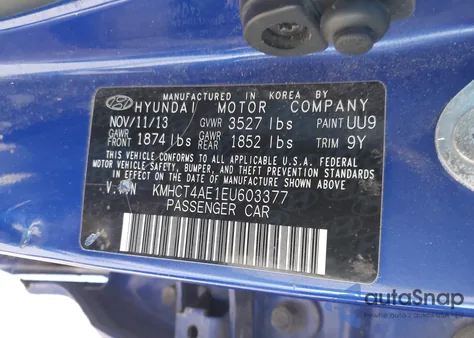 MANUFACTURED IN KOREA BY
HYUNDAI MOTOR COMPANY
NOV/11/13 GVWR 3527 lbs PAINT UU9
GAWR FRONT 1874 lbs GAWR REAR 1852 lbs TRIM 9Y
THIS VEHICLE CONFORMS TO ALL APPLICABLE U.S.A. FEDERAL
MOTOR VEHICLE SAFETY, BUMPER, AND THEFT PREVENTION
STANDARDS IN EFFECT ON THE DATE OF MANUFACTURE SHOWN ABOVE.
KMHCT4AE1EU603377
PASSENGER CAR
autoSnap